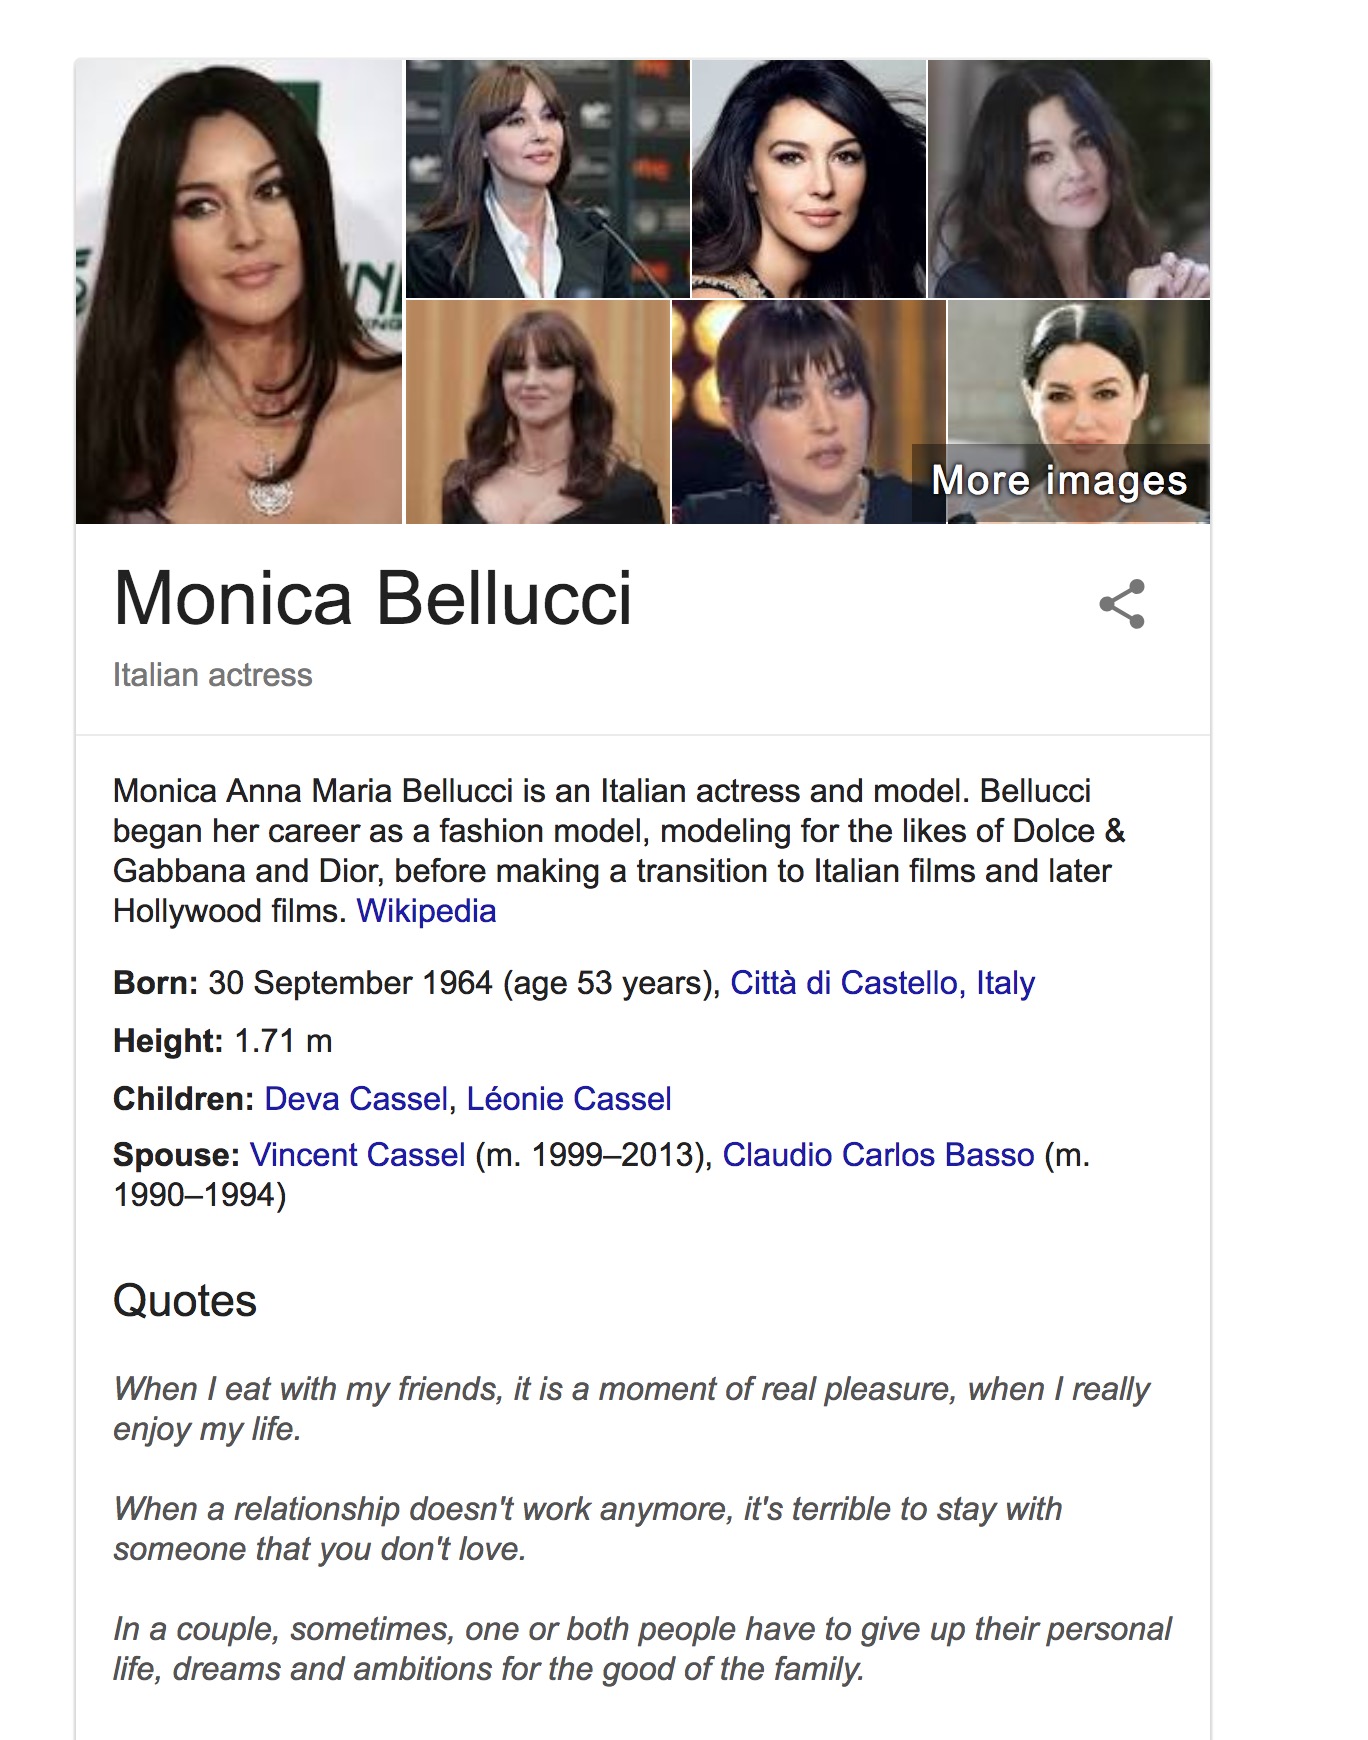 More images
Monica Bellucci
Italian actress
Monica Anna Maria Bellucci is an Italian actress and model. Bellucci
began her career as a fashion model, modeling for the likes of Dolce &
Gabbana and Dior, before making a transition to Italian films and later
Hollywood films. Wikipedia
Born: 30 September 1964 (age 53 years), Città di Castello, Italy
Height: 1.71 m
Children: Deva Cassel, Léonie Cassel
Spouse: Vincent Cassel (m. 1999–2013), Claudio Carlos Basso (m.
1990–1994)
Quotes
When I eat with my friends, it is a moment of real pleasure, when I really
enjoy my life.
When a relationship doesn't work anymore, it's terrible to stay with
someone that you don't love.
In a couple, sometimes, one or both people have to give up their personal
life, dreams and ambitions for the good of the family.